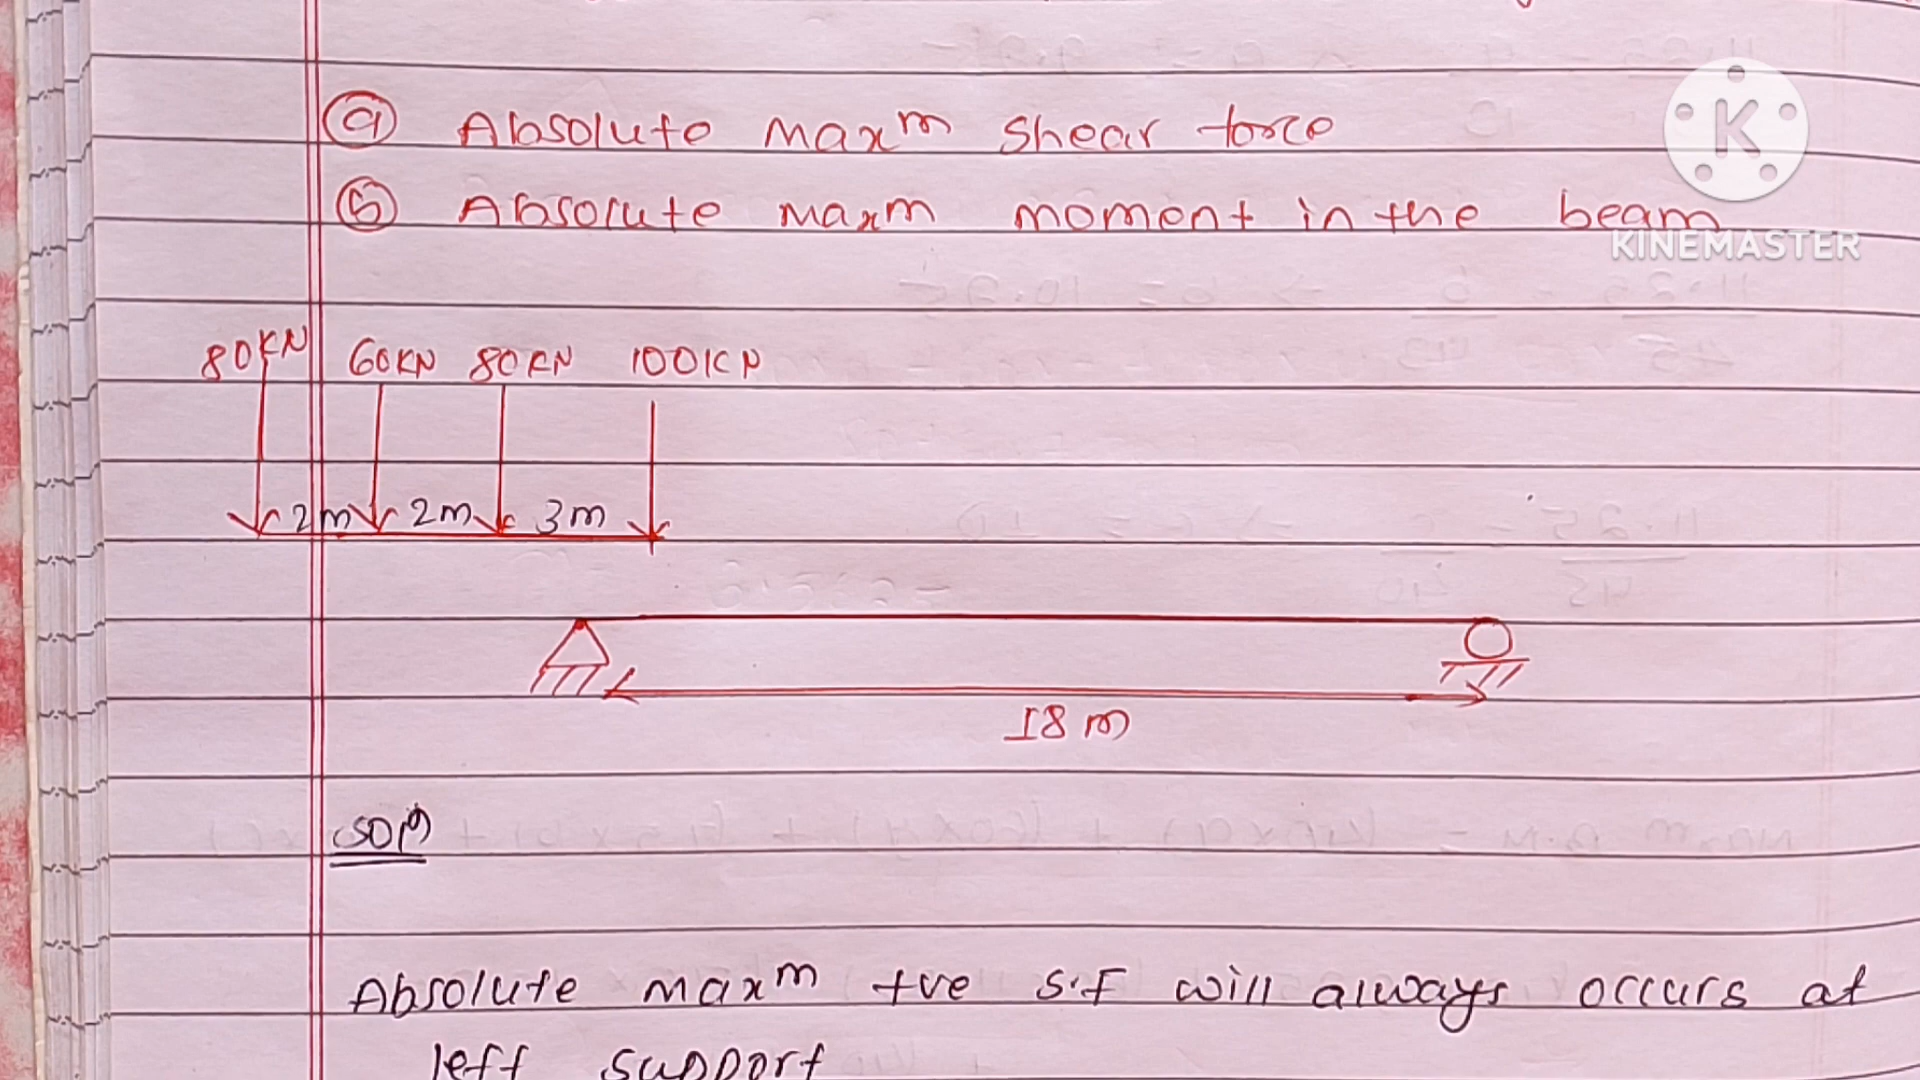 (a) Absolute maxm shear force
K
(b) Absolute maxm moment in the beam
KINEMASTER
80KN 60KN 80KN 100KN
2m 2m 3m
18 m
Soln
Absolute maxm +ve S.F will always occurs at
left support